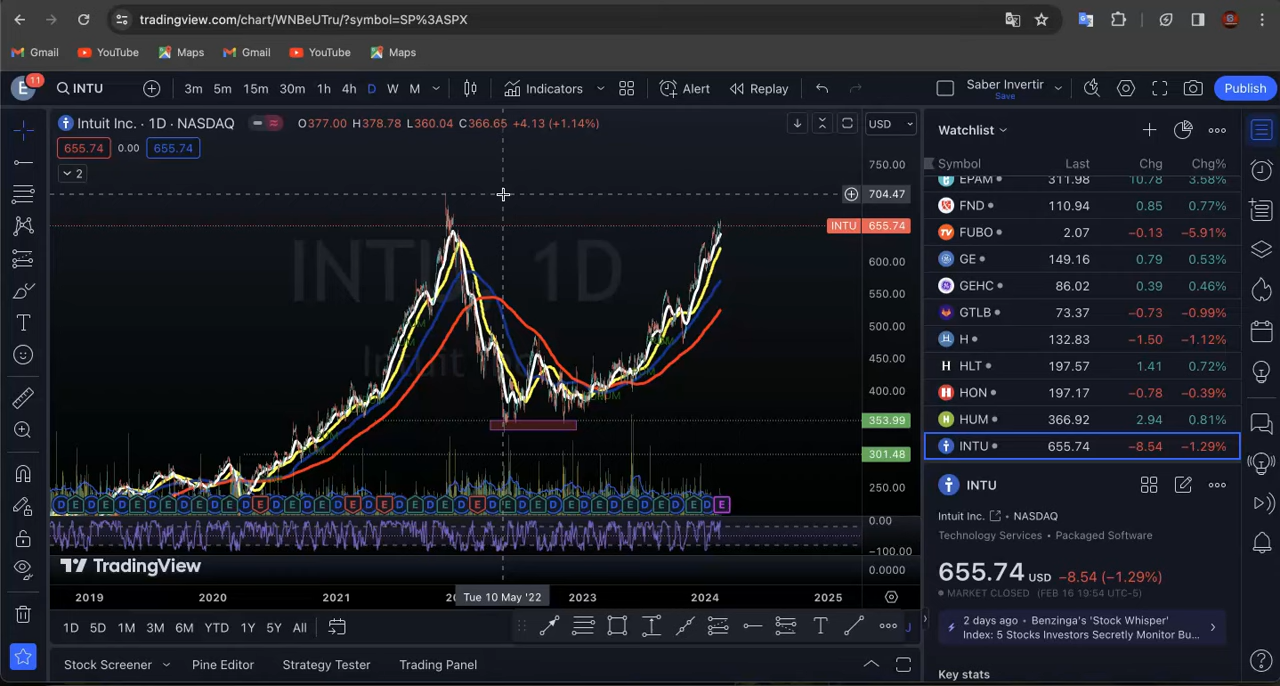 tradingview.com/chart/WNBeUTru/?symbol=SP%3ASPX
Gmail YouTube Maps Gmail YouTube Maps
E 11 INTU 3m 5m 15m 30m 1h 4h D W M Indicators Alert Replay Saber Invertir Save Publish
Intuit Inc. · 1D · NASDAQ O377.00 H378.78 L360.04 C366.65 +4.13 (+1.14%) USD
655.74 0.00 655.74
2
INTU 1D
750.00
704.47
INTU 655.74
600.00
550.00
500.00
450.00
400.00
353.99
301.48
250.00
0.00
−100.00
0.0000
TradingView
2019 2020 2021 Tue 10 May '22 2023 2024 2025
1D 5D 1M 3M 6M YTD 1Y 5Y All
Stock Screener Pine Editor Strategy Tester Trading Panel
Watchlist
Symbol Last Chg Chg%
EPAM 311.98 10.78 3.58%
FND 110.94 0.85 0.77%
FUBO 2.07 −0.13 −5.91%
GE 149.16 0.79 0.53%
GEHC 86.02 0.39 0.46%
GTLB 73.37 −0.73 −0.99%
H 132.83 −1.50 −1.12%
HLT 197.57 1.41 0.72%
HON 197.17 −0.78 −0.39%
HUM 366.92 2.94 0.81%
INTU 655.74 −8.54 −1.29%
INTU
Intuit Inc. • NASDAQ
Technology Services • Packaged Software
655.74 USD −8.54 (−1.29%)
MARKET CLOSED (FEB 16 19:54 UTC-5)
2 days ago • Benzinga's 'Stock Whisper'
Index: 5 Stocks Investors Secretly Monitor Bu...
Key stats